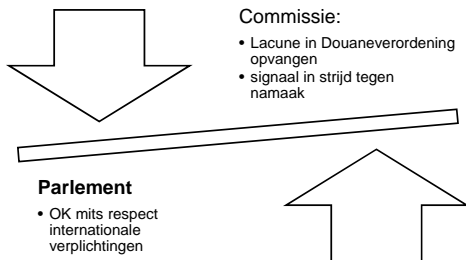 Commissie:
• Lacune in Douaneverordening
opvangen
• signaal in strijd tegen
namaak
Parlement
• OK mits respect
internationale
verplichtingen